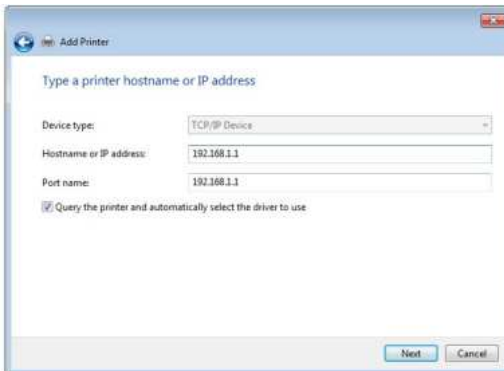 Add Printer
Type a printer hostname or IP address
Device type: TCP/IP Device
Hostname or IP address: 192.168.1.1
Port name: 192.168.1.1
Query the printer and automatically select the driver to use
Next Cancel